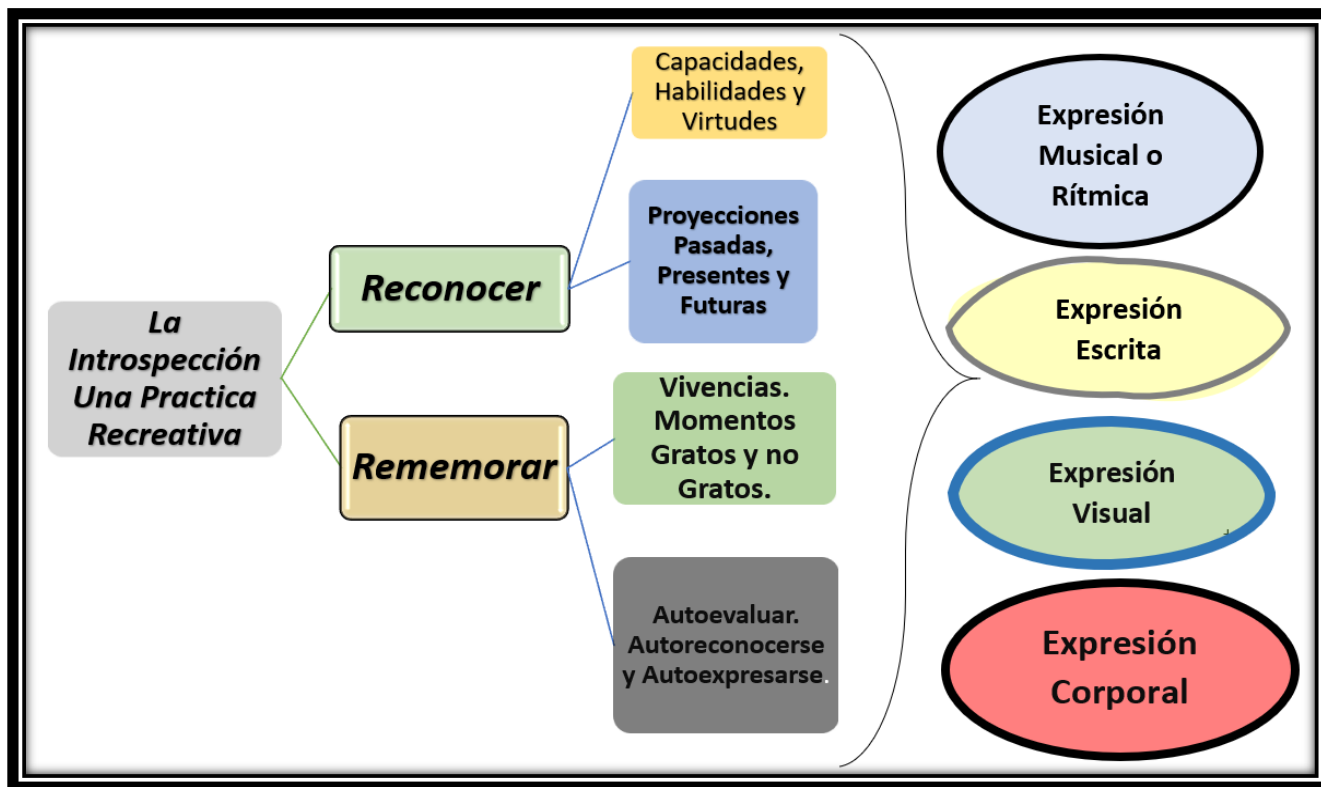 La
Introspección
Una Practica
Recreativa
Reconocer
Rememorar
Capacidades,
Habilidades y
Virtudes
Proyecciones
Pasadas,
Presentes y
Futuras
Vivencias.
Momentos
Gratos y no
Gratos.
Autoevaluar.
Autoreconocerse
y Autoexpresarse.
Expresión
Musical o
Rítmica
Expresión
Escrita
Expresión
Visual
Expresión
Corporal